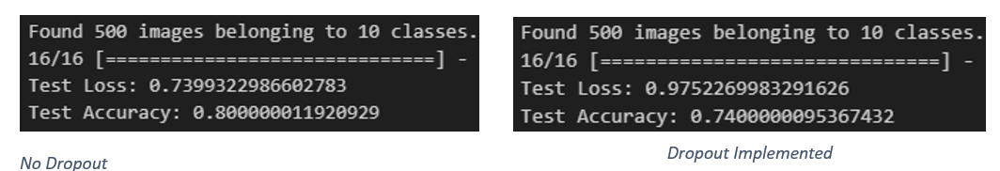 Found 500 images belonging to 10 classes.
16/16 [==============================] -
Test Loss: 0.7399322986602783
Test Accuracy: 0.800000011920929
No Dropout
Found 500 images belonging to 10 classes.
16/16 [==============================] -
Test Loss: 0.9752269983291626
Test Accuracy: 0.7400000095367432
Dropout Implemented